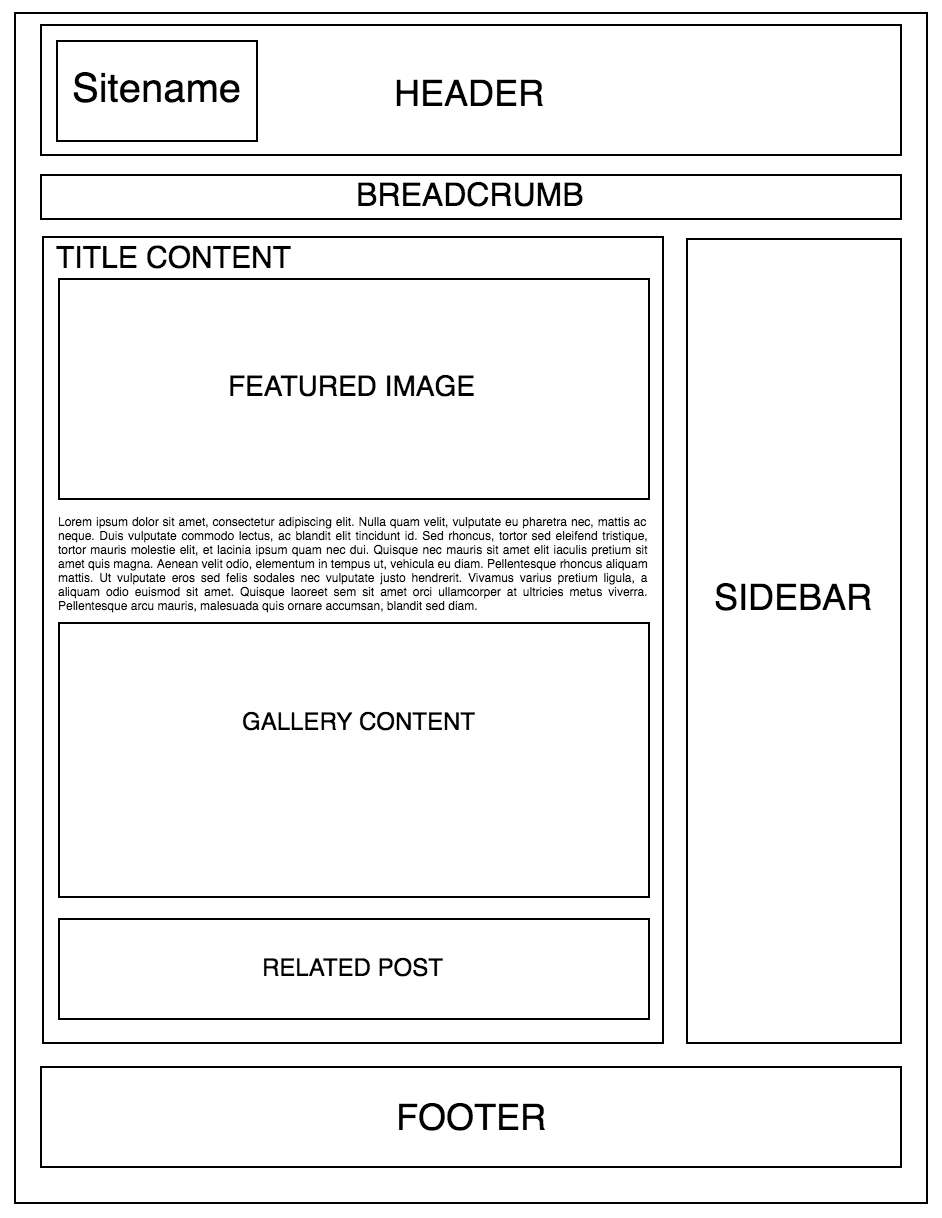 Sitename
HEADER
BREADCRUMB
TITLE CONTENT
FEATURED IMAGE
Lorem ipsum dolor sit amet, consectetur adipiscing elit. Nulla quam velit, vulputate eu pharetra nec, mattis ac
neque. Duis vulputate commodo lectus, ac blandit elit tincidunt id. Sed rhoncus, tortor sed eleifend tristique,
tortor mauris molestie elit, et lacinia ipsum quam nec dui. Quisque nec mauris sit amet elit iaculis pretium sit
amet quis magna. Aenean velit odio, elementum in tempus ut, vehicula eu diam. Pellentesque rhoncus aliquam
mattis. Ut vulputate eros sed felis sodales nec vulputate justo hendrerit. Vivamus varius pretium ligula, a
aliquam odio euismod sit amet. Quisque laoreet sem sit amet orci ullamcorper at ultricies metus viverra.
Pellentesque arcu mauris, malesuada quis ornare accumsan, blandit sed diam.
GALLERY CONTENT
RELATED POST
SIDEBAR
FOOTER